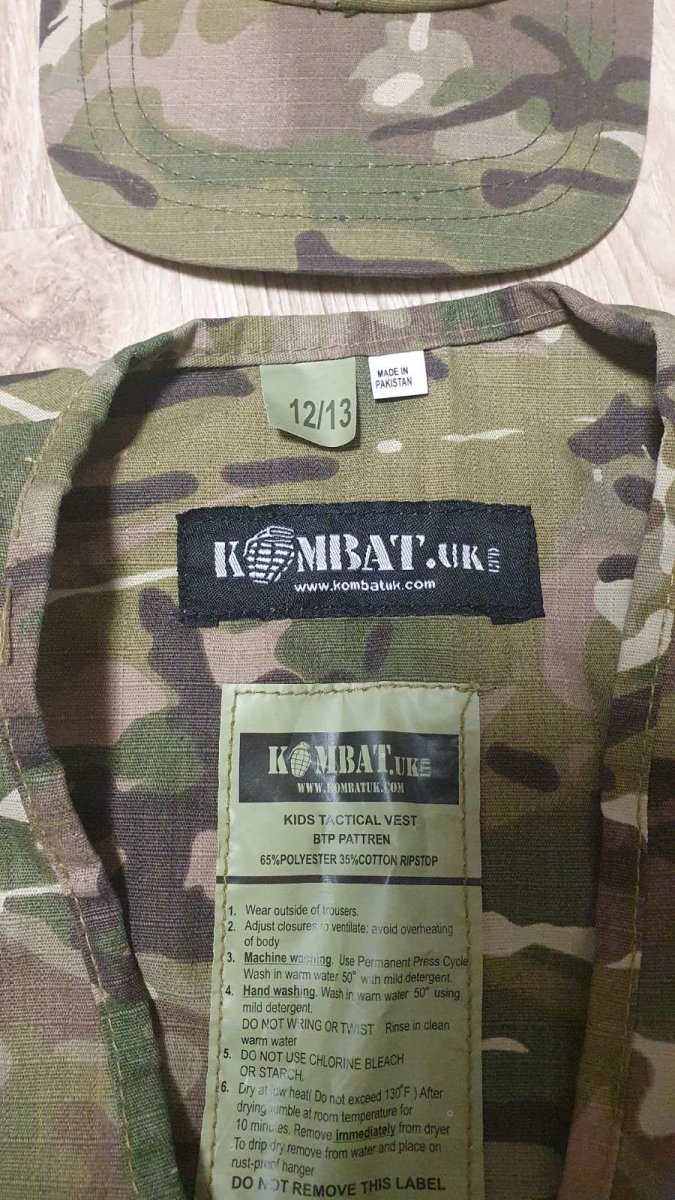 MADE IN
PAKISTAN
12/13
KOMBAT.UK LTD
www.kombatuk.com
KOMBAT.UK LTD
WWW.KOMBATUK.COM
KIDS TACTICAL VEST
BTP PATTREN
65%POLYESTER 35%COTTON RIPSTOP
1. Wear outside of trousers.
2. Adjust closures to ventilate: avoid overheating
of body
3. Machine washing. Use Permanent Press Cycle
Wash in warm water 50° with mild detergent.
4. Hand washing. Wash in warm water 50° using
mild detergent.
DO NOT WRING OR TWIST Rinse in clean
warm water
5. DO NOT USE CHLORINE BLEACH
OR STARCH.
6. Dry at low heat( Do not exceed 130°F.) After
drying tumble at room temperature for
10 minutes. Remove immediately from dryer
To drip dry remove from water and place on
rust-proof hanger
DO NOT REMOVE THIS LABEL